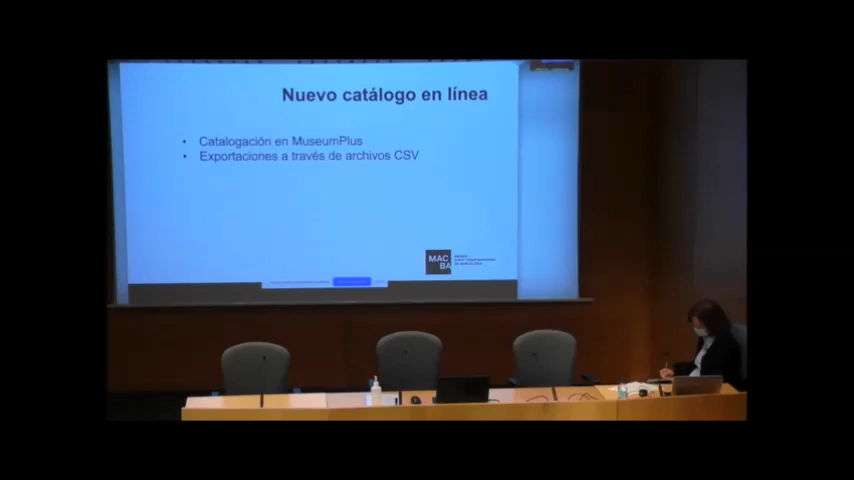 Nuevo catálogo en línea
• Catalogación en MuseumPlus
• Exportaciones a través de archivos CSV
MAC
BA